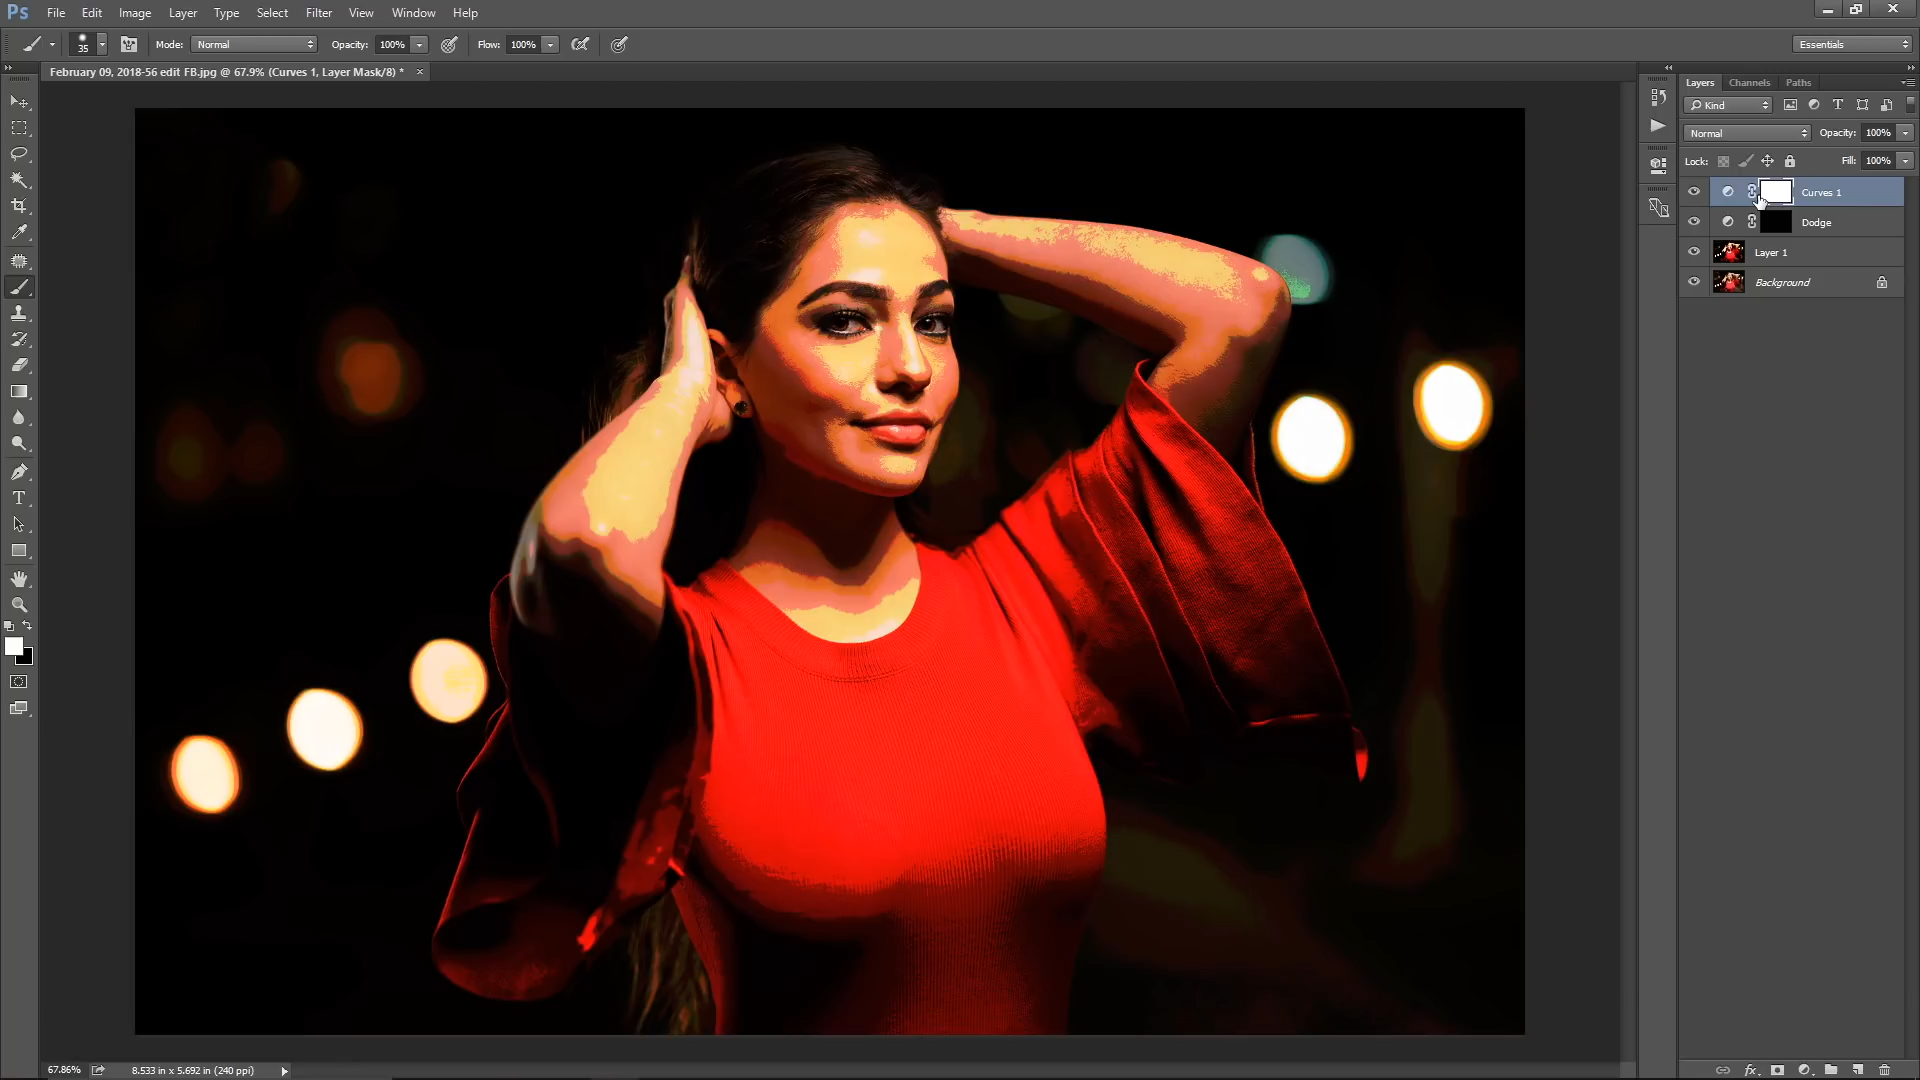 Ps File Edit Image Layer Type Select Filter View Window Help
35 Mode: Normal Opacity: 100% Flow: 100% Essentials
February 09, 2018-56 edit FB.jpg @ 67.9% (Curves 1, Layer Mask/8) * ×
Layers Channels Paths
Kind
Normal Opacity: 100%
Lock: Fill: 100%
Curves 1
Dodge
Layer 1
Background
67.86% 8.533 in x 5.692 in (240 ppi)